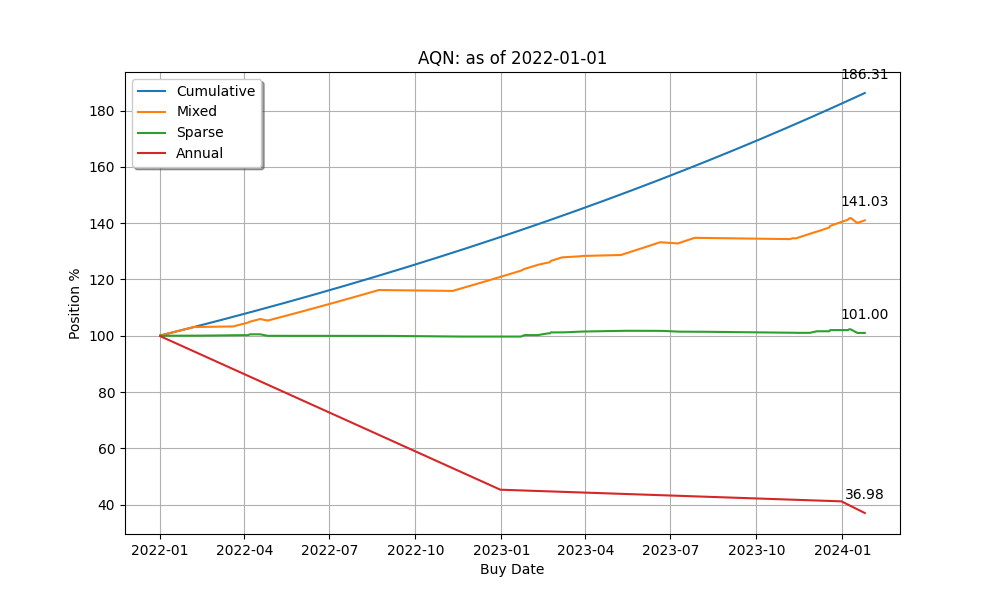 AQN: as of 2022-01-01
Cumulative
Mixed
Sparse
Annual
186.31
141.03
101.00
36.98
Position %
180
160
140
120
100
80
60
40
2022-01 2022-04 2022-07 2022-10 2023-01 2023-04 2023-07 2023-10 2024-01
Buy Date